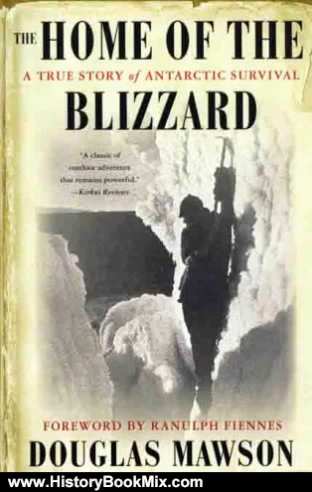 THE HOME OF THE
A TRUE STORY of ANTARCTIC SURVIVAL
BLIZZARD
"A classic of
outdoor adventure
that remains powerful."
—Kirkus Reviews
FOREWORD BY RANULPH FIENNES
DOUGLAS MAWSON
www.HistoryBookMix.com